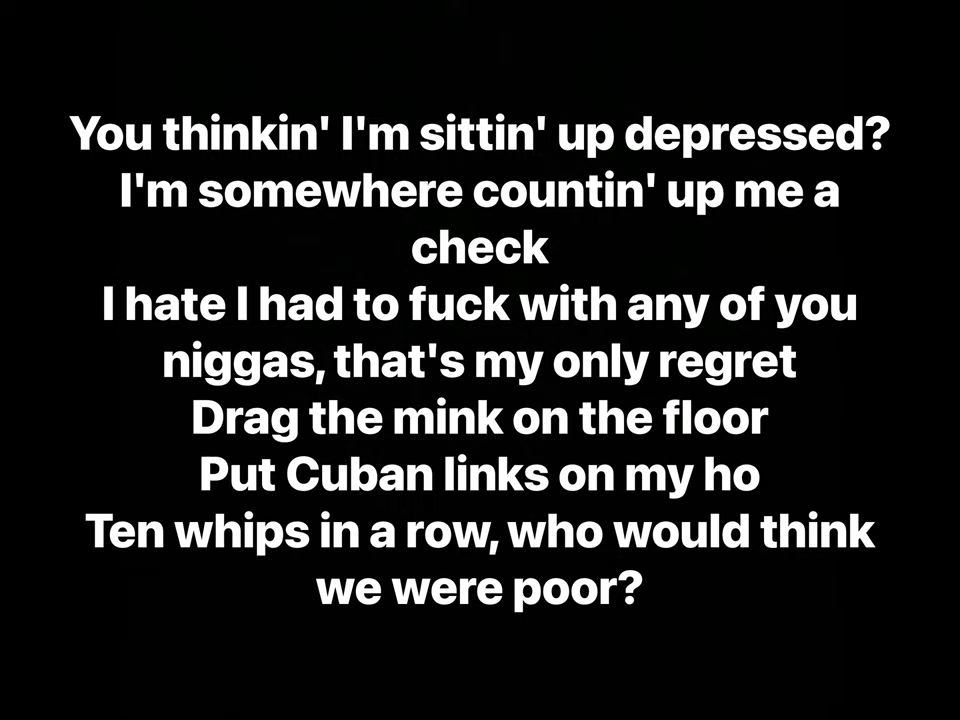 You thinkin' I'm sittin' up depressed?
I'm somewhere countin' up me a
check
I hate I had to fuck with any of you
niggas, that's my only regret
Drag the mink on the floor
Put Cuban links on my ho
Ten whips in a row, who would think
we were poor?